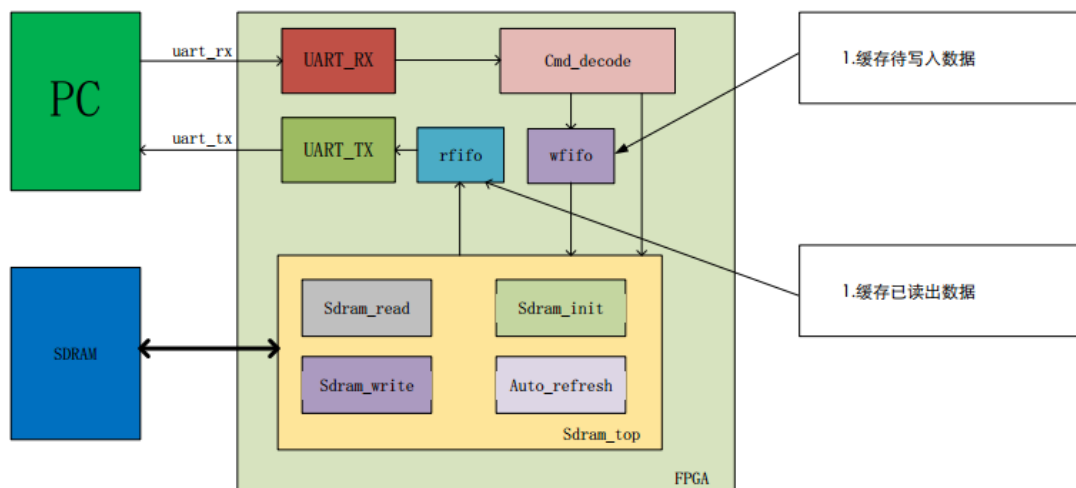 PC
uart_rx
UART_RX
Cmd_decode
1.缓存待写入数据
uart_tx
UART_TX
rfifo
wfifo
SDRAM
Sdram_read
Sdram_init
1.缓存已读出数据
Sdram_write
Auto_refresh
Sdram_top
FPGA